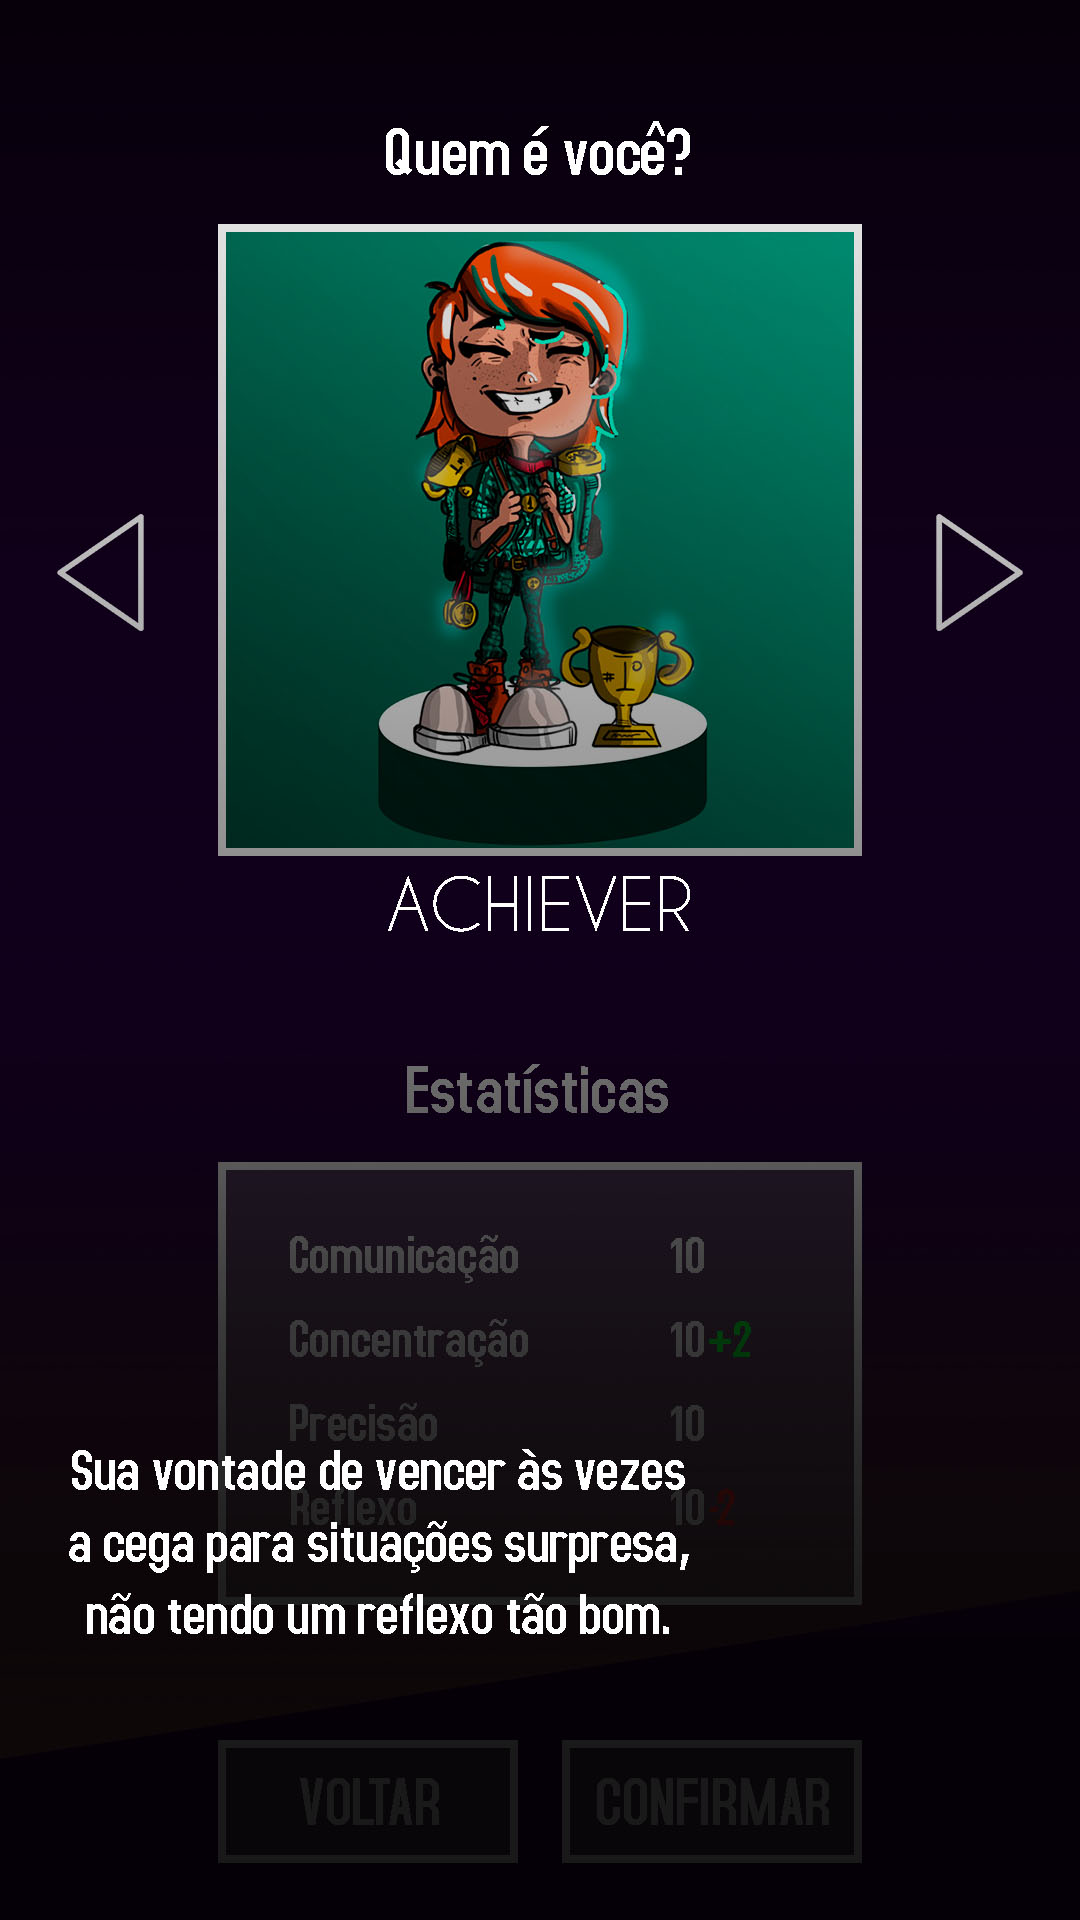 Quem é você?
ACHIEVER
Estatísticas
Comunicação 10
Concentração 10+2
Precisão 10
Reflexo 10-2
Sua vontade de vencer às vezes
a cega para situações surpresa,
não tendo um reflexo tão bom.
VOLTAR CONFIRMAR